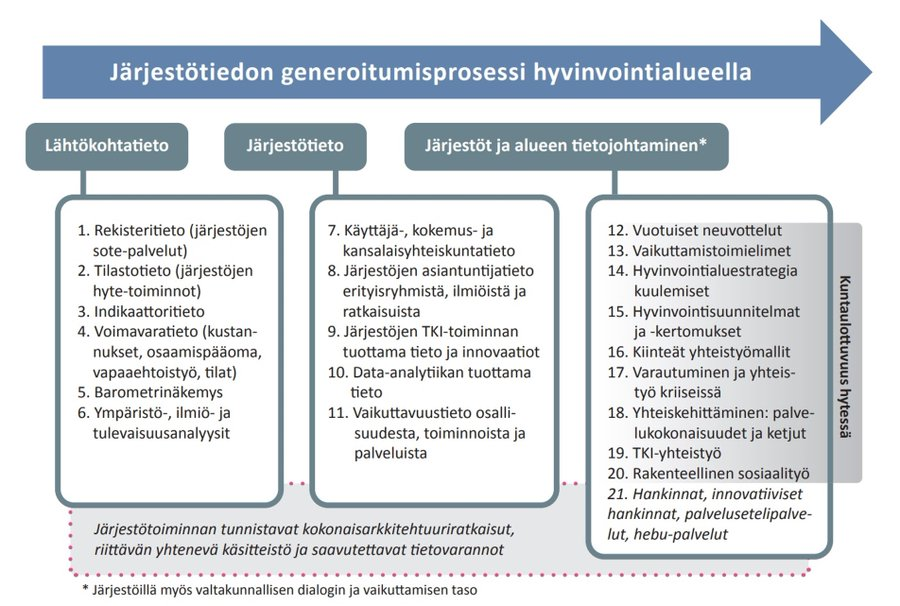 Järjestötiedon generoitumisprosessi hyvinvointialueella
Lähtökohtatieto
Järjestötieto
Järjestöt ja alueen tietojohtaminen*
1. Rekisteritieto (järjestöjen
sote-palvelut)
2. Tilastotieto (järjestöjen
hyte-toiminnot)
3. Indikaattoritieto
4. Voimavaratieto (kustan-
nukset, osaamispääoma,
vapaaehtoistyö, tilat)
5. Barometrinäkemys
6. Ympäristö-, ilmiö- ja
tulevaisuusanalyysit
7. Käyttäjä-, kokemus- ja
kansalaisyhteiskuntatieto
8. Järjestöjen asiantuntijatieto
erityisryhmistä, ilmiöistä ja
ratkaisuista
9. Järjestöjen TKI-toiminnan
tuottama tieto ja innovaatiot
10. Data-analytiikan tuottama
tieto
11. Vaikuttavuustieto osalli-
suudesta, toiminnoista ja
palveluista
12. Vuotuiset neuvottelut
13. Vaikuttamistoimielimet
14. Hyvinvointialuestrategia
kuulemiset
15. Hyvinvointisuunnitelmat
ja -kertomukset
16. Kiinteät yhteistyömallit
17. Varautuminen ja yhteis-
työ kriiseissä
18. Yhteiskehittäminen: palve-
lukokonaisuudet ja ketjut
19. TKI-yhteistyö
20. Rakenteellinen sosiaalityö
21. Hankinnat, innovatiiviset
hankinnat, palvelusetelipalve-
lut, hebu-palvelut
Kuntaulottuvuus hytessä
Järjestötoiminnan tunnistavat kokonaisarkkitehtuuriratkaisut,
riittävän yhtenevä käsitteistö ja saavutettavat tietovarannot
* Järjestöillä myös valtakunnallisen dialogin ja vaikuttamisen taso